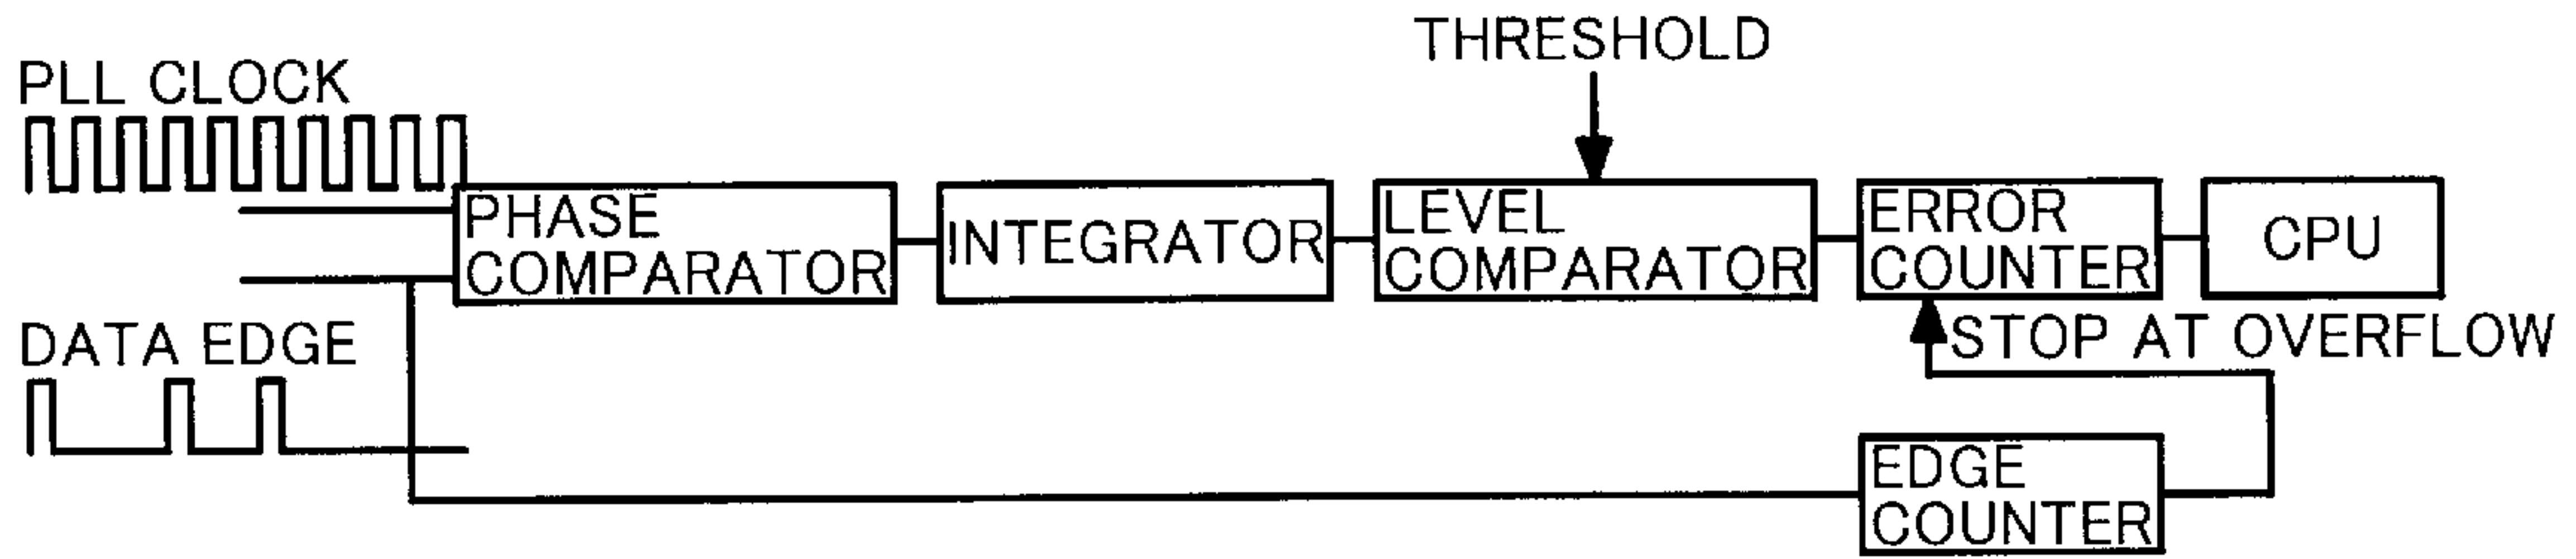 THRESHOLD
PLL CLOCK
PHASE
COMPARATOR
INTEGRATOR
LEVEL
COMPARATOR
ERROR
COUNTER
CPU
DATA EDGE
STOP AT OVERFLOW
EDGE
COUNTER